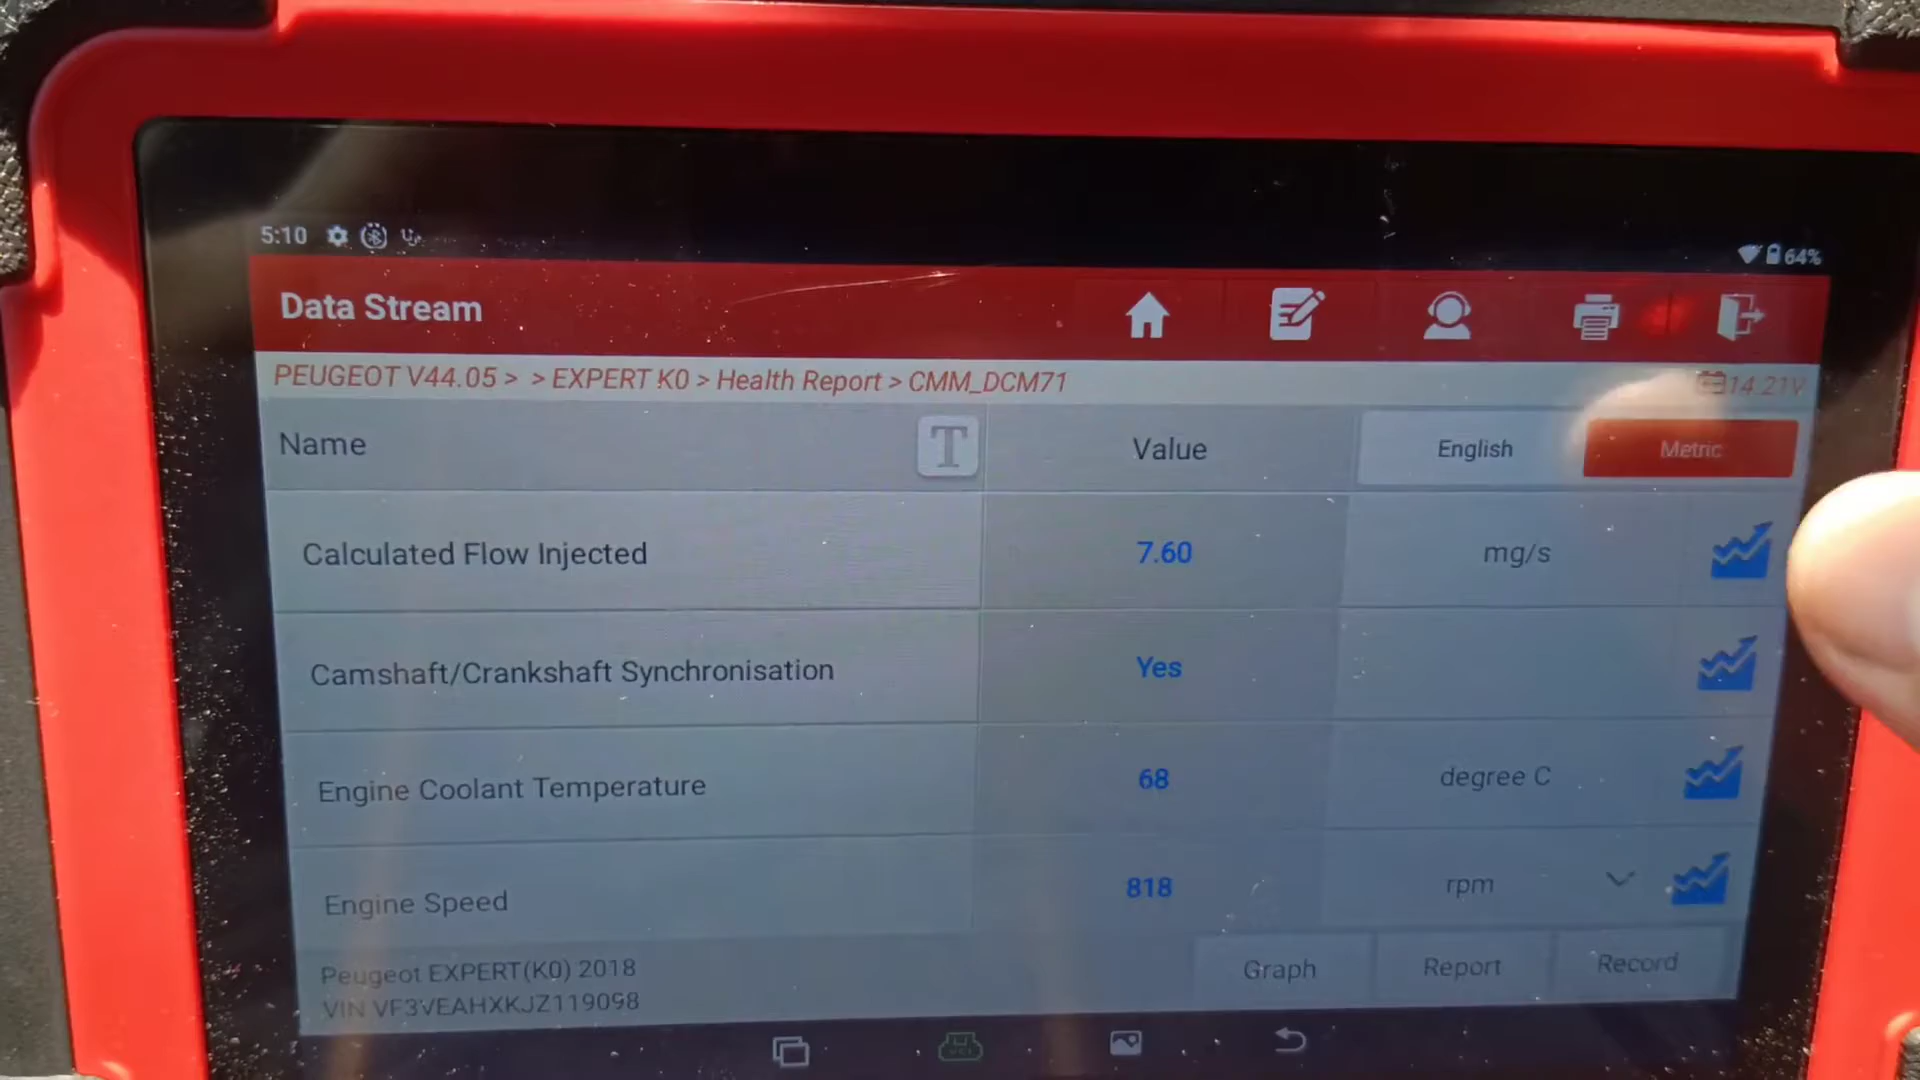 5:10
64%
Data Stream
PEUGEOT V44.05 > > EXPERT K0 > Health Report > CMM_DCM71
14.21V
Name T Value English Metric
Calculated Flow Injected 7.60 mg/s
Camshaft/Crankshaft Synchronisation Yes
Engine Coolant Temperature 68 degree C
Engine Speed 818 rpm
Peugeot EXPERT(K0) 2018
VIN VF3VEAHXKJZ119098
Graph Report Record
VCI